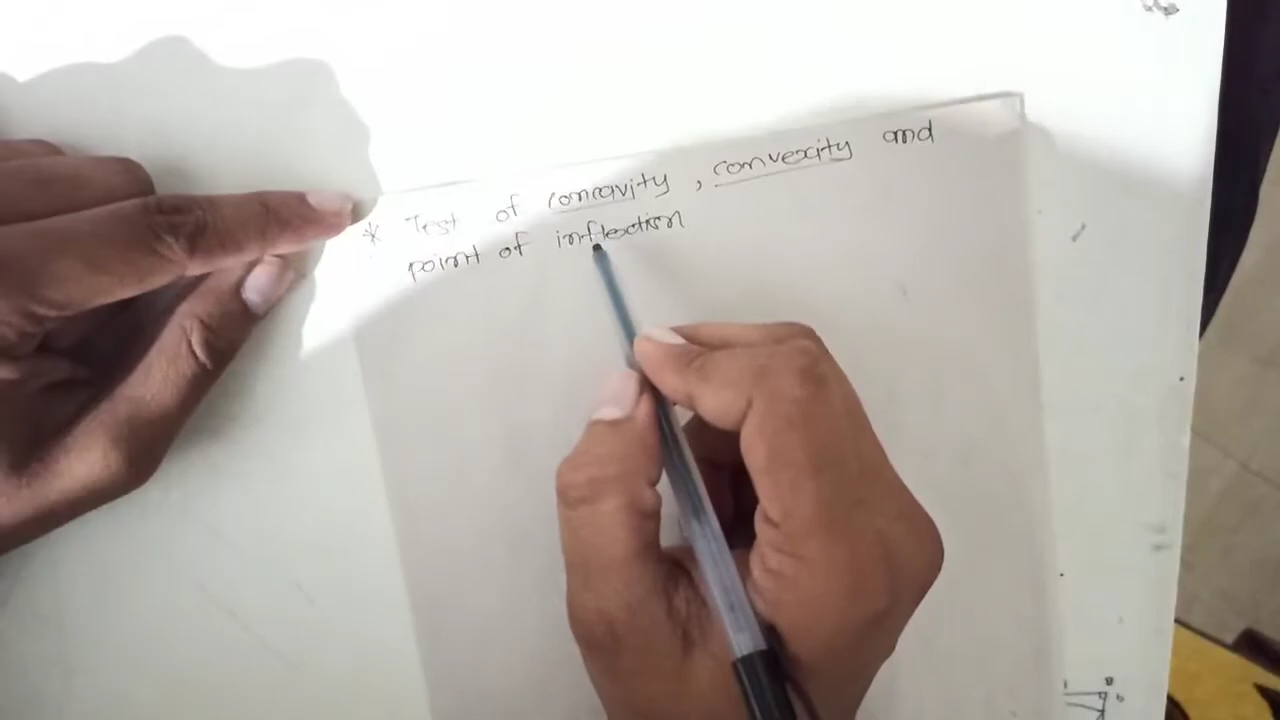 * Test of concavity, convexity and
point of inflection